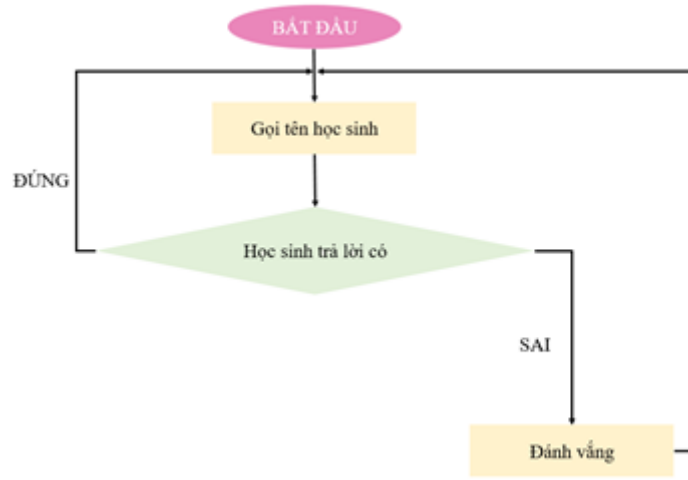 BẮT ĐẦU
Gọi tên học sinh
ĐÚNG
Học sinh trả lời có
SAI
Đánh vắng